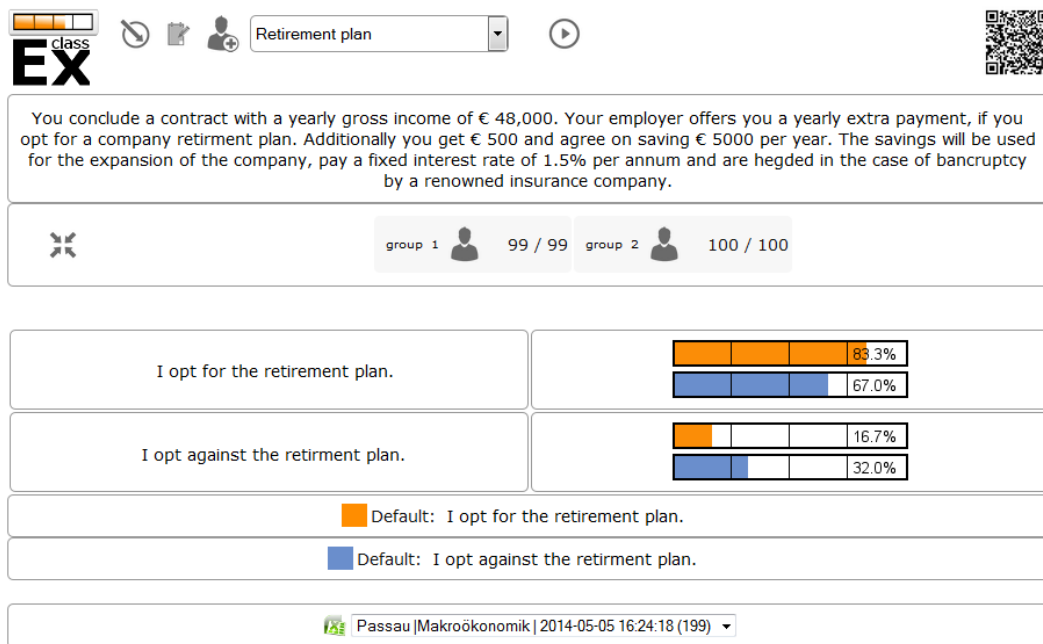 class
Ex
Retirement plan
You conclude a contract with a yearly gross income of € 48,000. Your employer offers you a yearly extra payment, if you
opt for a company retirment plan. Additionally you get € 500 and agree on saving € 5000 per year. The savings will be used
for the expansion of the company, pay a fixed interest rate of 1.5% per annum and are hegded in the case of bancruptcy
by a renowned insurance company.
group 1 99 / 99 group 2 100 / 100
I opt for the retirement plan.
83.3%
67.0%
I opt against the retirment plan.
16.7%
32.0%
Default: I opt for the retirement plan.
Default: I opt against the retirment plan.
Passau |Makroökonomik | 2014-05-05 16:24:18 (199)